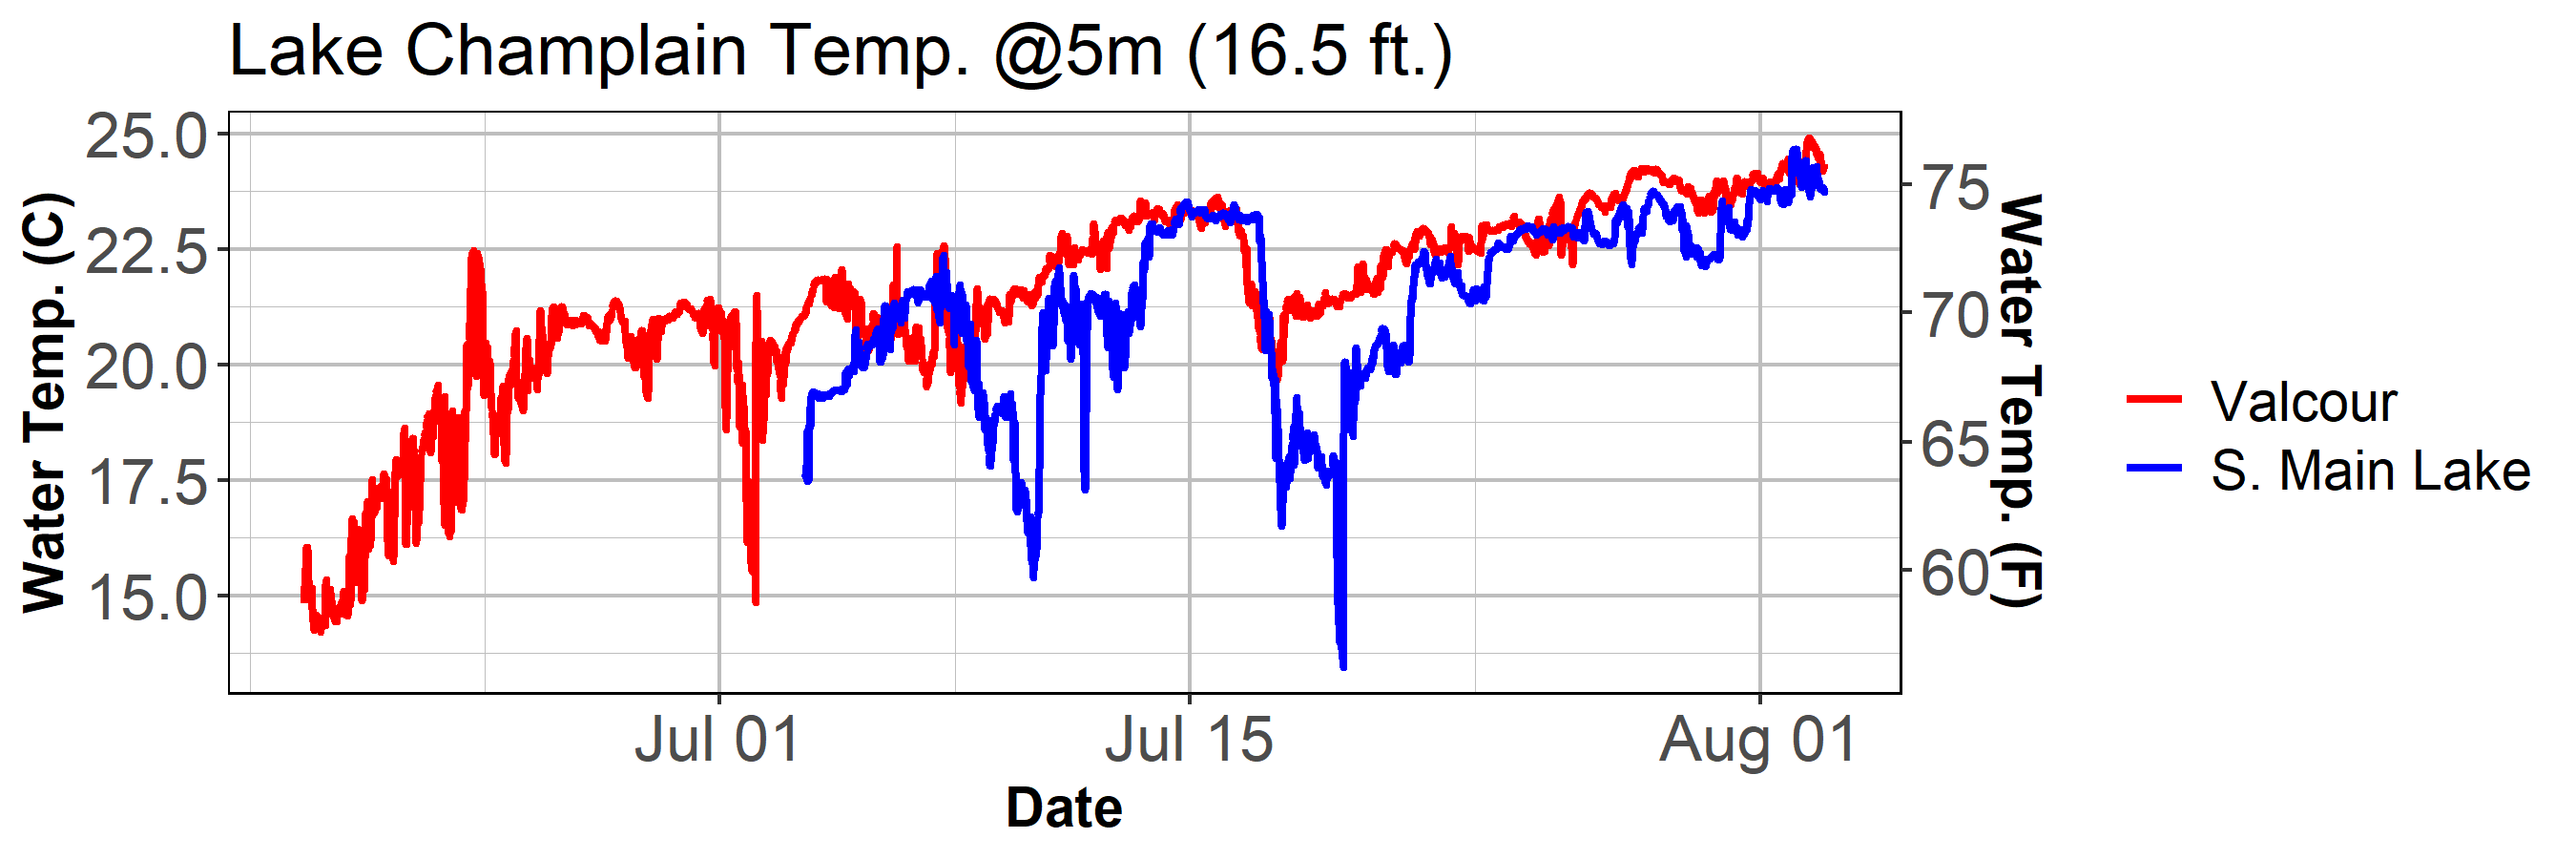 Lake Champlain Temp. @5m (16.5 ft.)
Water Temp. (C)
25.0
22.5
20.0
17.5
15.0
Jul 01
Jul 15
Aug 01
Date
75
70
65
60
Water Temp. (F)
Valcour
S. Main Lake